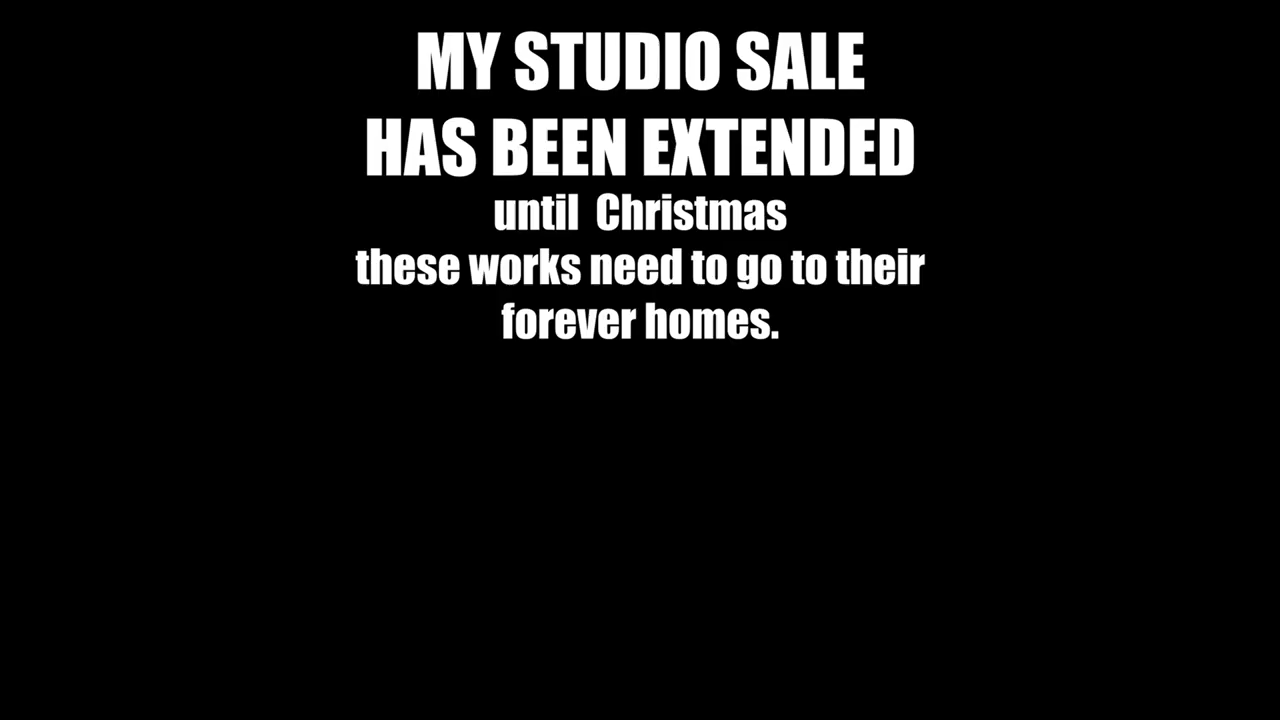 MY STUDIO SALE
HAS BEEN EXTENDED
until  Christmas
these works need to go to their
forever homes.